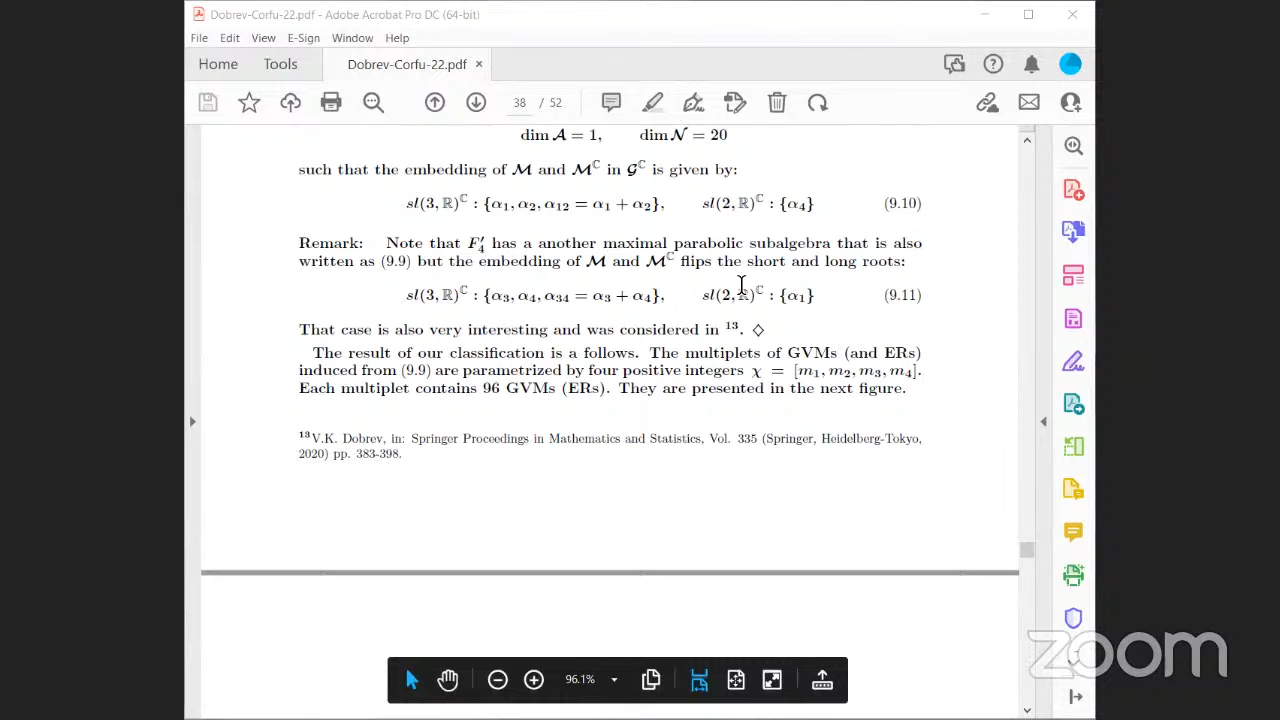 Dobrev-Corfu-22.pdf - Adobe Acrobat Pro DC (64-bit)
File Edit View E-Sign Window Help
Home Tools Dobrev-Corfu-22.pdf ×
38 / 52
dim 𝓐 = 1, dim 𝓝 = 20
such that the embedding of 𝓜 and 𝓜^ℂ in 𝓖^ℂ is given by:
sl(3, ℝ)^ℂ : {α₁, α₂, α₁₂ = α₁ + α₂}, sl(2, ℝ)^ℂ : {α₄} (9.10)
Remark: Note that F₄′ has a another maximal parabolic subalgebra that is also
written as (9.9) but the embedding of 𝓜 and 𝓜^ℂ flips the short and long roots:
sl(3, ℝ)^ℂ : {α₃, α₄, α₃₄ = α₃ + α₄}, sl(2, ℝ)^ℂ : {α₁} (9.11)
That case is also very interesting and was considered in ¹³. ◇
The result of our classification is a follows. The multiplets of GVMs (and ERs)
induced from (9.9) are parametrized by four positive integers χ = [m₁, m₂, m₃, m₄].
Each multiplet contains 96 GVMs (ERs). They are presented in the next figure.
¹³V.K. Dobrev, in: Springer Proceedings in Mathematics and Statistics, Vol. 335 (Springer, Heidelberg-Tokyo,
2020) pp. 383-398.
96.1%
zoom